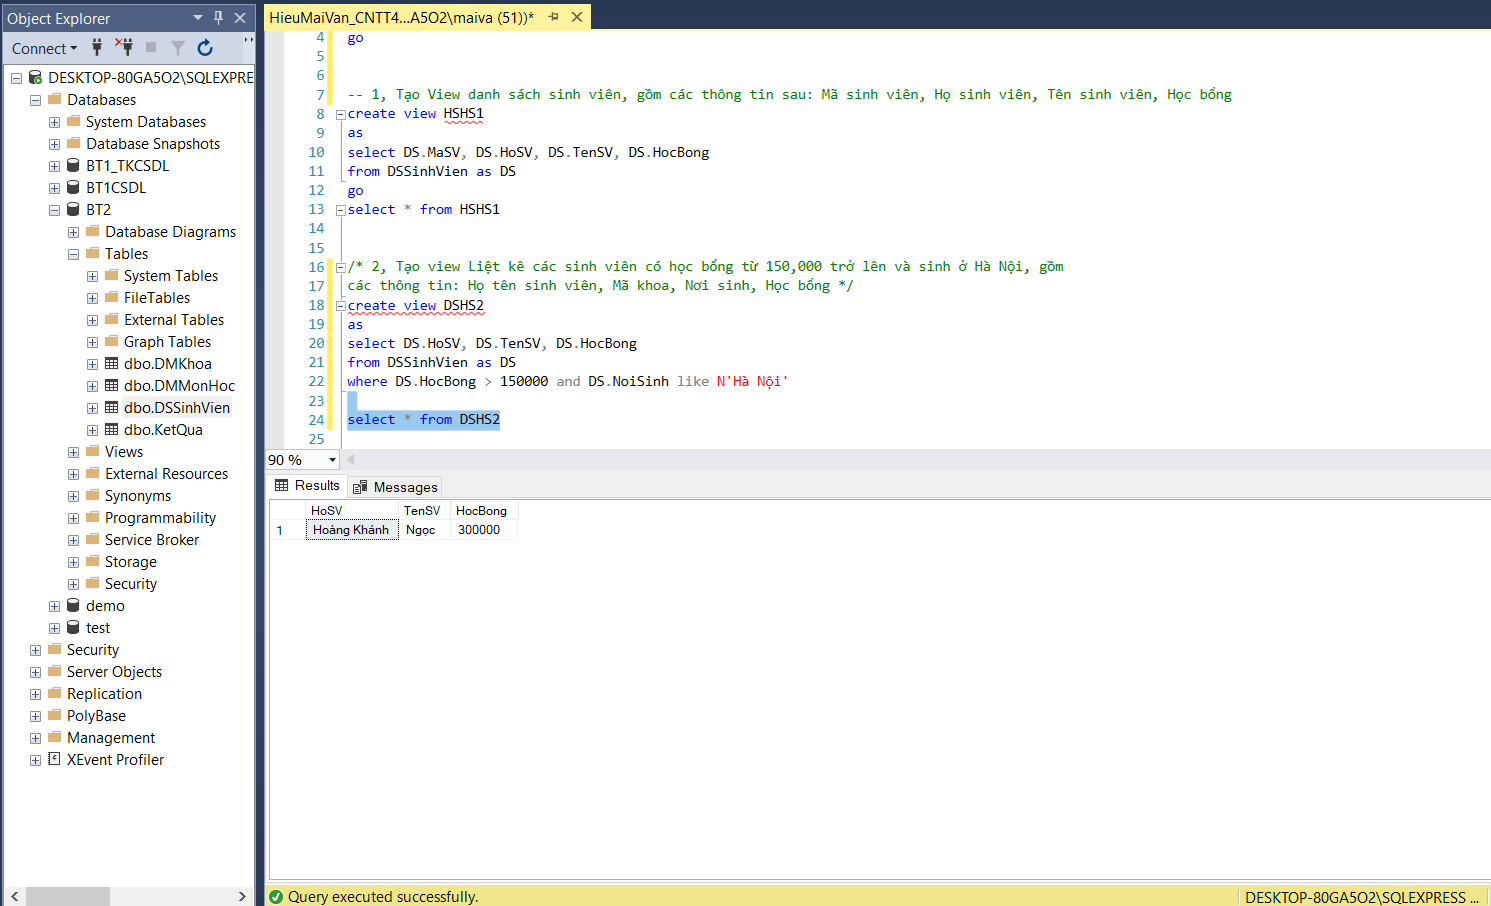 Object Explorer
Connect
DESKTOP-80GA5O2\SQLEXPRE
Databases
System Databases
Database Snapshots
BT1_TKCSDL
BT1CSDL
BT2
Database Diagrams
Tables
System Tables
FileTables
External Tables
Graph Tables
dbo.DMKhoa
dbo.DMMonHoc
dbo.DSSinhVien
dbo.KetQua
Views
External Resources
Synonyms
Programmability
Service Broker
Storage
Security
demo
test
Security
Server Objects
Replication
PolyBase
Management
XEvent Profiler
HieuMaiVan_CNTT4...A5O2\maiva (51))*
4 go
5
6
7 -- 1, Tạo View danh sách sinh viên, gồm các thông tin sau: Mã sinh viên, Họ sinh viên, Tên sinh viên, Học bổng
8 create view HSHS1
9 as
10 select DS.MaSV, DS.HoSV, DS.TenSV, DS.HocBong
11 from DSSinhVien as DS
12 go
13 select * from HSHS1
14
15
16 /* 2, Tạo view Liệt kê các sinh viên có học bổng từ 150,000 trở lên và sinh ở Hà Nội, gồm
17 các thông tin: Họ tên sinh viên, Mã khoa, Nơi sinh, Học bổng */
18 create view DSHS2
19 as
20 select DS.HoSV, DS.TenSV, DS.HocBong
21 from DSSinhVien as DS
22 where DS.HocBong > 150000 and DS.NoiSinh like N'Hà Nội'
23
24 select * from DSHS2
25
90 %
Results Messages
HoSV TenSV HocBong
1 Hoàng Khánh Ngọc 300000
Query executed successfully.
DESKTOP-80GA5O2\SQLEXPRESS ...